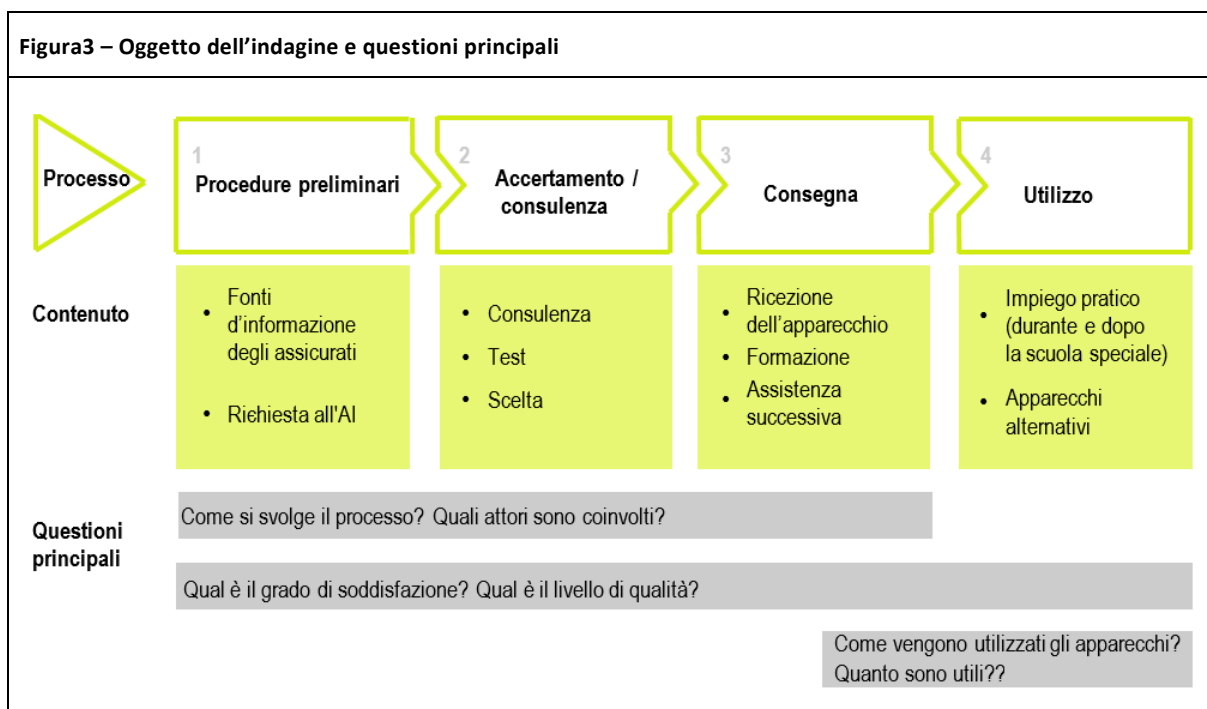 Figura3 – Oggetto dell'indagine e questioni principali
Processo
1
Procedure preliminari
2
Accertamento /
consulenza
3
Consegna
4
Utilizzo
Contenuto
• Fonti
d'informazione
degli assicurati
• Richiesta all'AI
• Consulenza
• Test
• Scelta
• Ricezione
dell'apparecchio
• Formazione
• Assistenza
successiva
• Impiego pratico
(durante e dopo
la scuola speciale)
• Apparecchi
alternativi
Questioni
principali
Come si svolge il processo? Quali attori sono coinvolti?
Qual è il grado di soddisfazione? Qual è il livello di qualità?
Come vengono utilizzati gli apparecchi?
Quanto sono utili??